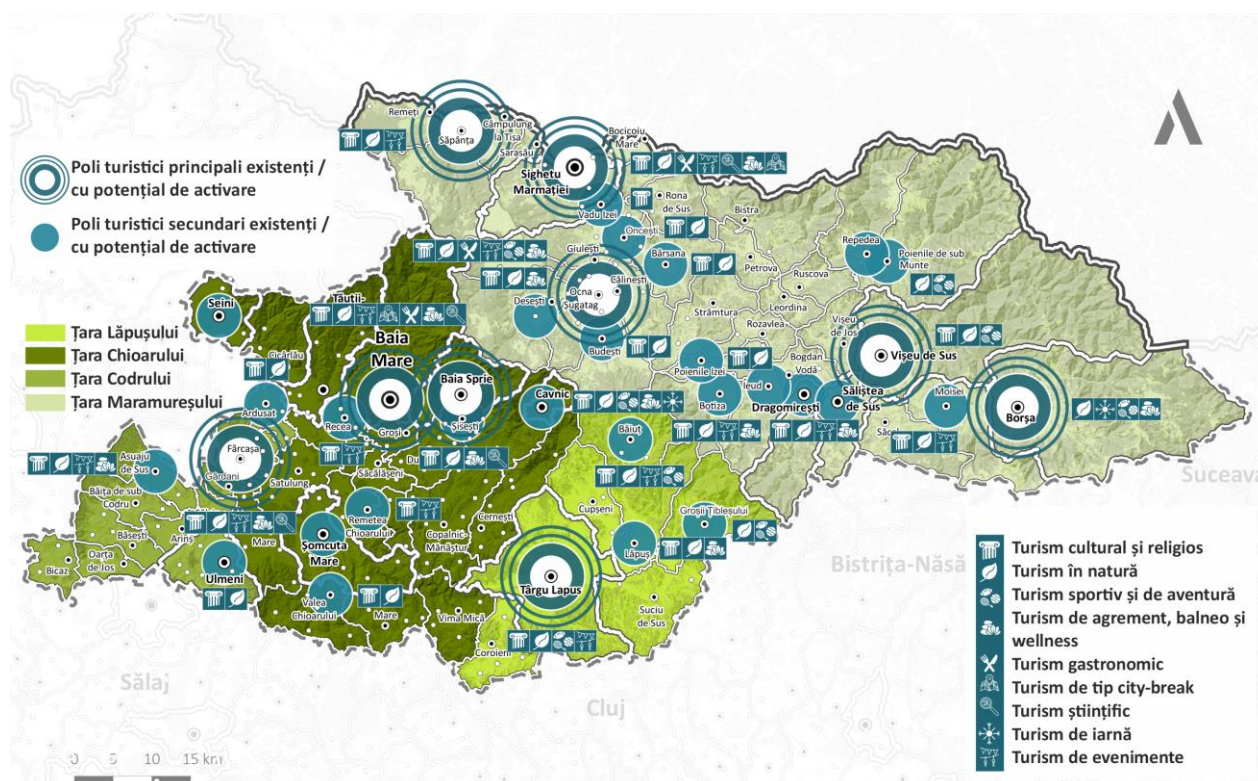 Remeți
Câmpulung
la Tisa
Săpânța
Sarasău
Bocicoiu
Mare
Poli turistici principali existenți /
cu potențial de activare
Sighetu
Marmației
Rona
de Sus
Vadu Izei
Bistra
Poli turistici secundari existenți /
cu potențial de activare
Oncești
Giulești
Repedea
Poienile de sub
Munte
Bârsana
Petrova
Ruscova
Călinești
Ocna
Șugatag
Leordina
Seini
Tăuții-
Desești
Strâmtura
Vișeu
de Jos
Rozavlea
Țara Lăpușului
Țara Chioarului
Țara Codrului
Țara Maramureșului
Baia
Mare
Budești
Vișeu de Sus
Cicârlău
Poienile Izei
Bogdan
Vodă
Baia Sprie
Ieud
Cavnic
Botiza
Dragomirești
Săliștea
de Sus
Moisei
Borșa
Ardusat
Recea
Groși
Șișești
Băiuț
Fărcașa
Gârdani
Asuaju
de Sus
Săcălășeni
Satulung
Suceava
Băița de sub
Codru
Remetea
Chioarului
Cupșeni
Groșii Țibleșului
Cernești
Băsești
Ariniș
Mare
Șomcuta
Mare
Copalnic-
Mănăștur
Lăpuș
Oarța
de Jos
Bicaz
Ulmeni
Târgu Lapus
Bistrița-Năsă
Valea
Chioarului
Mare
Vima Mică
Suciu
de Sus
Coroieni
Sălaj
Cluj
Turism cultural și religios
Turism în natură
Turism sportiv și de aventură
Turism de agrement, balneo și
wellness
Turism gastronomic
Turism de tip city-break
Turism științific
Turism de iarnă
Turism de evenimente
0 5 10 15 km